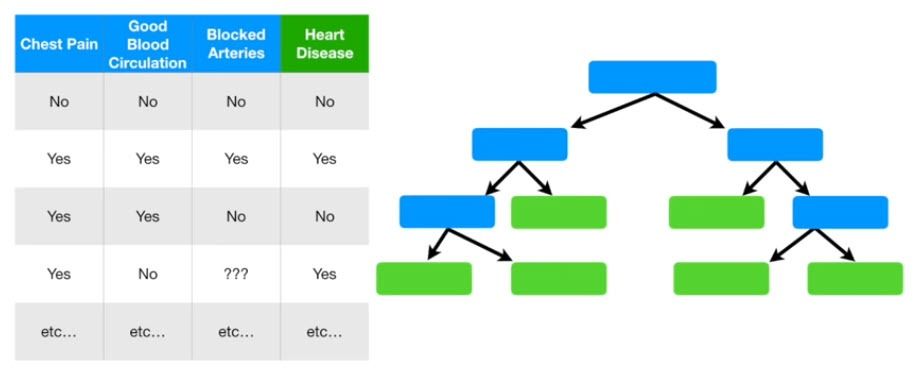 Chest Pain
Good
Blood
Circulation
Blocked
Arteries
Heart
Disease
No No No No
Yes Yes Yes Yes
Yes Yes No No
Yes No ??? Yes
etc… etc… etc… etc…